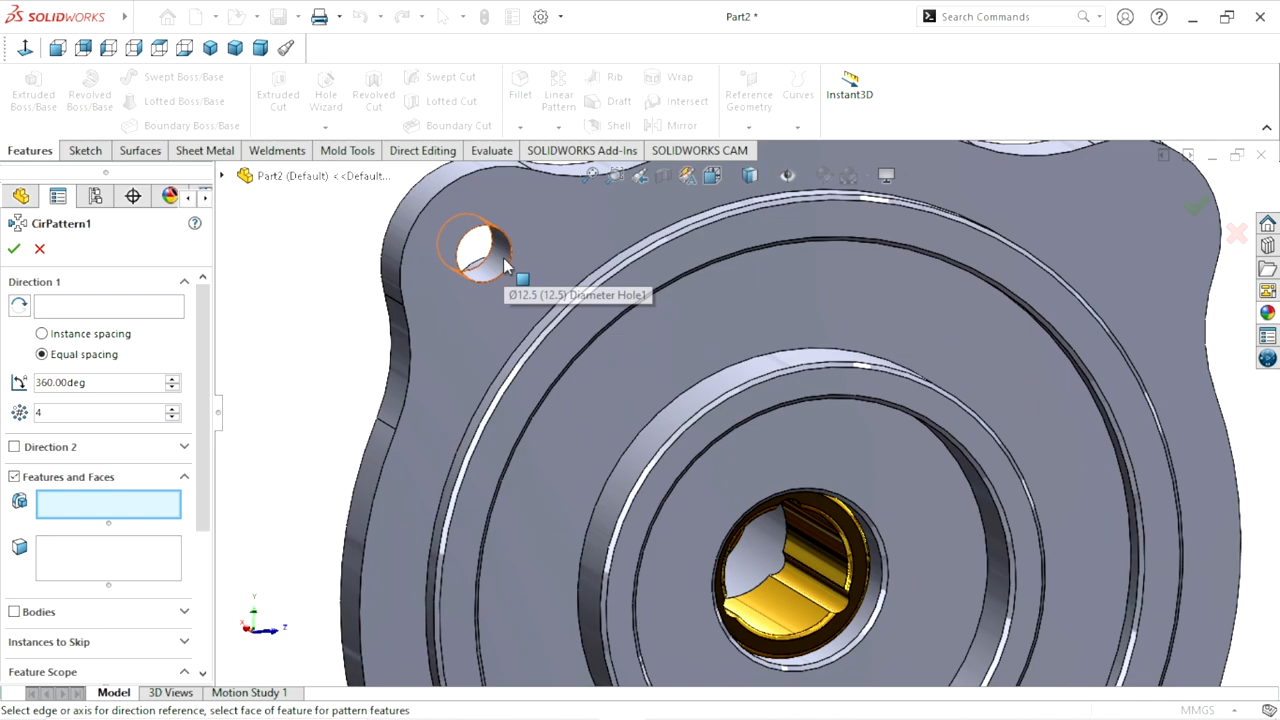 SOLIDWORKS
Part2 *
Search Commands
Extruded Boss/Base
Revolved Boss/Base
Swept Boss/Base
Lofted Boss/Base
Boundary Boss/Base
Extruded Cut
Hole Wizard
Revolved Cut
Swept Cut
Lofted Cut
Boundary Cut
Fillet
Linear Pattern
Rib
Draft
Shell
Wrap
Intersect
Mirror
Reference Geometry
Curves
Instant3D
Features
Sketch
Surfaces
Sheet Metal
Weldments
Mold Tools
Direct Editing
Evaluate
SOLIDWORKS Add-Ins
SOLIDWORKS CAM
Part2 (Default) <<Default...
CirPattern1
Direction 1
Instance spacing
Equal spacing
360.00deg
4
Direction 2
Features and Faces
Bodies
Instances to Skip
Feature Scope
Ø12.5 (12.5) Diameter Hole1
Y
X
Z
Model
3D Views
Motion Study 1
Select edge or axis for direction reference, select face of feature for pattern features
MMGS